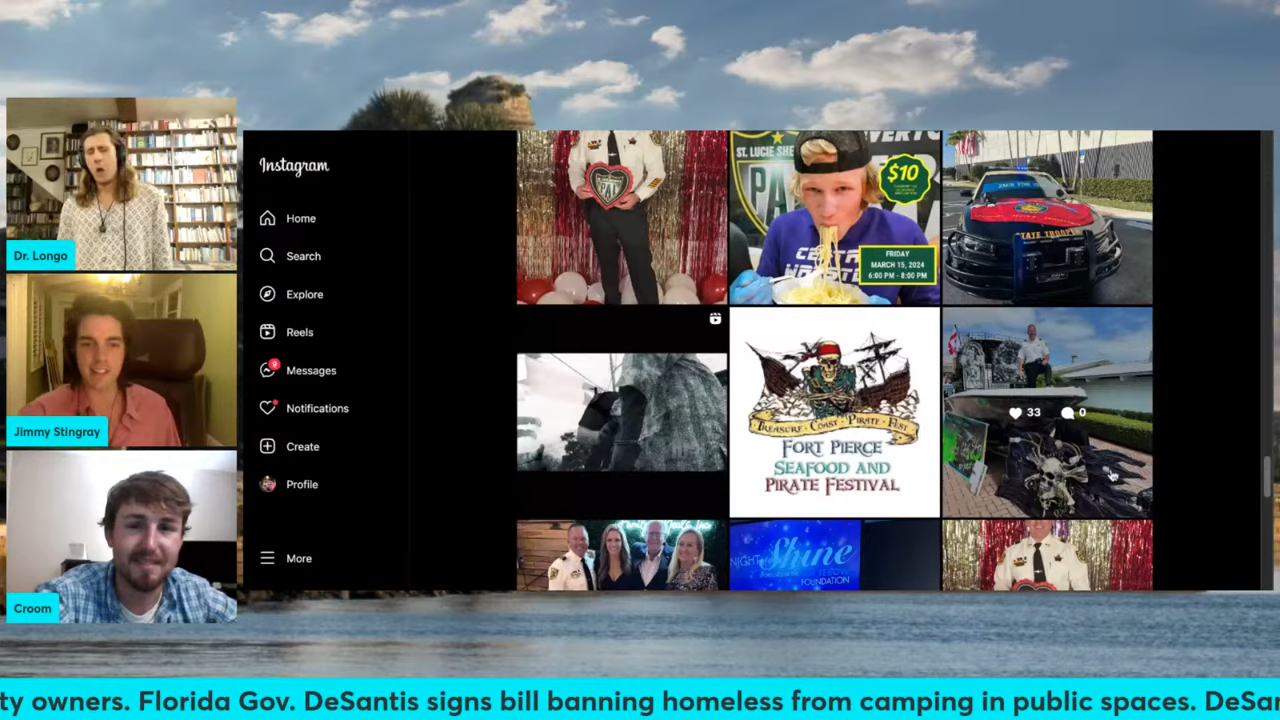 Dr. Longo
Jimmy Stingray
Croom
Instagram
Home
Search
Explore
Reels
9
Messages
Notifications
Create
Profile
More
ST. LUCIE SHE
PAL
$10
FRIDAY
MARCH 15, 2024
6:00 PM - 8:00 PM
STATE TROOPER
TREASURE · COAST · PIRATE · FEST
FORT PIERCE
SEAFOOD AND
PIRATE FESTIVAL
33
0
NIGHT
Shine
FOUNDATION
ty owners. Florida Gov. DeSantis signs bill banning homeless from camping in public spaces. DeSa